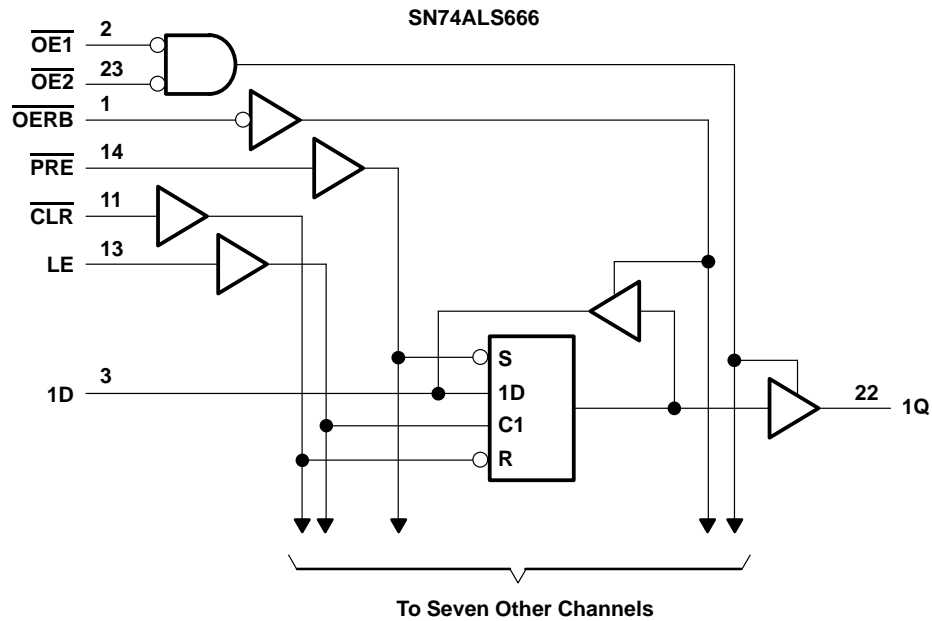 SN74ALS666
OE1 2
OE2 23
OERB 1
PRE 14
CLR 11
LE 13
S
1D 3
1D
22
1Q
C1
R
To Seven Other Channels